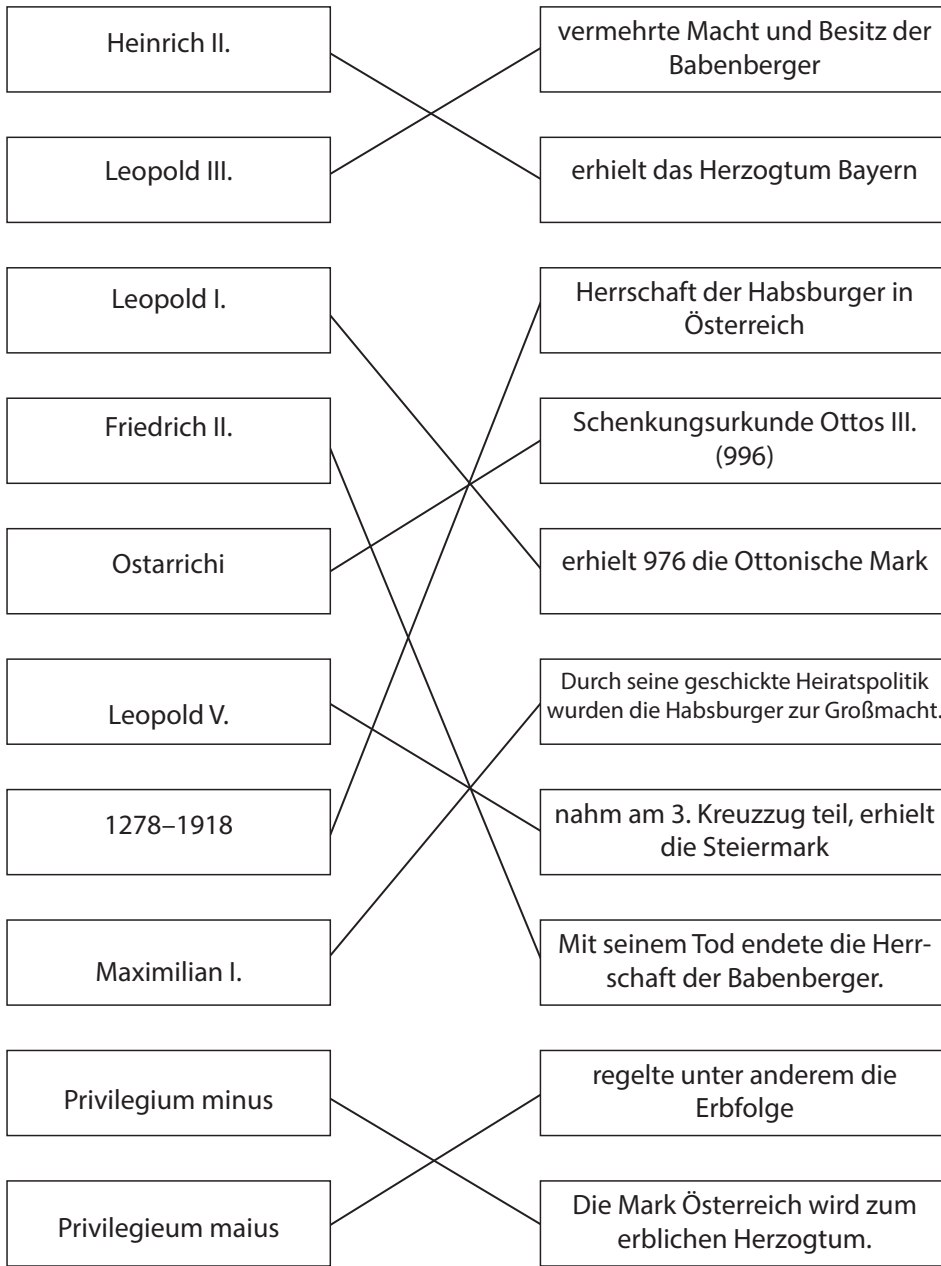 Heinrich II.
vermehrte Macht und Besitz der
Babenberger
Leopold III.
erhielt das Herzogtum Bayern
Leopold I.
Herrschaft der Habsburger in
Österreich
Friedrich II.
Schenkungsurkunde Ottos III.
(996)
Ostarrichi
erhielt 976 die Ottonische Mark
Leopold V.
Durch seine geschickte Heiratspolitik
wurden die Habsburger zur Großmacht.
1278–1918
nahm am 3. Kreuzzug teil, erhielt
die Steiermark
Maximilian I.
Mit seinem Tod endete die Herr-
schaft der Babenberger.
Privilegium minus
regelte unter anderem die
Erbfolge
Privilegieum maius
Die Mark Österreich wird zum
erblichen Herzogtum.